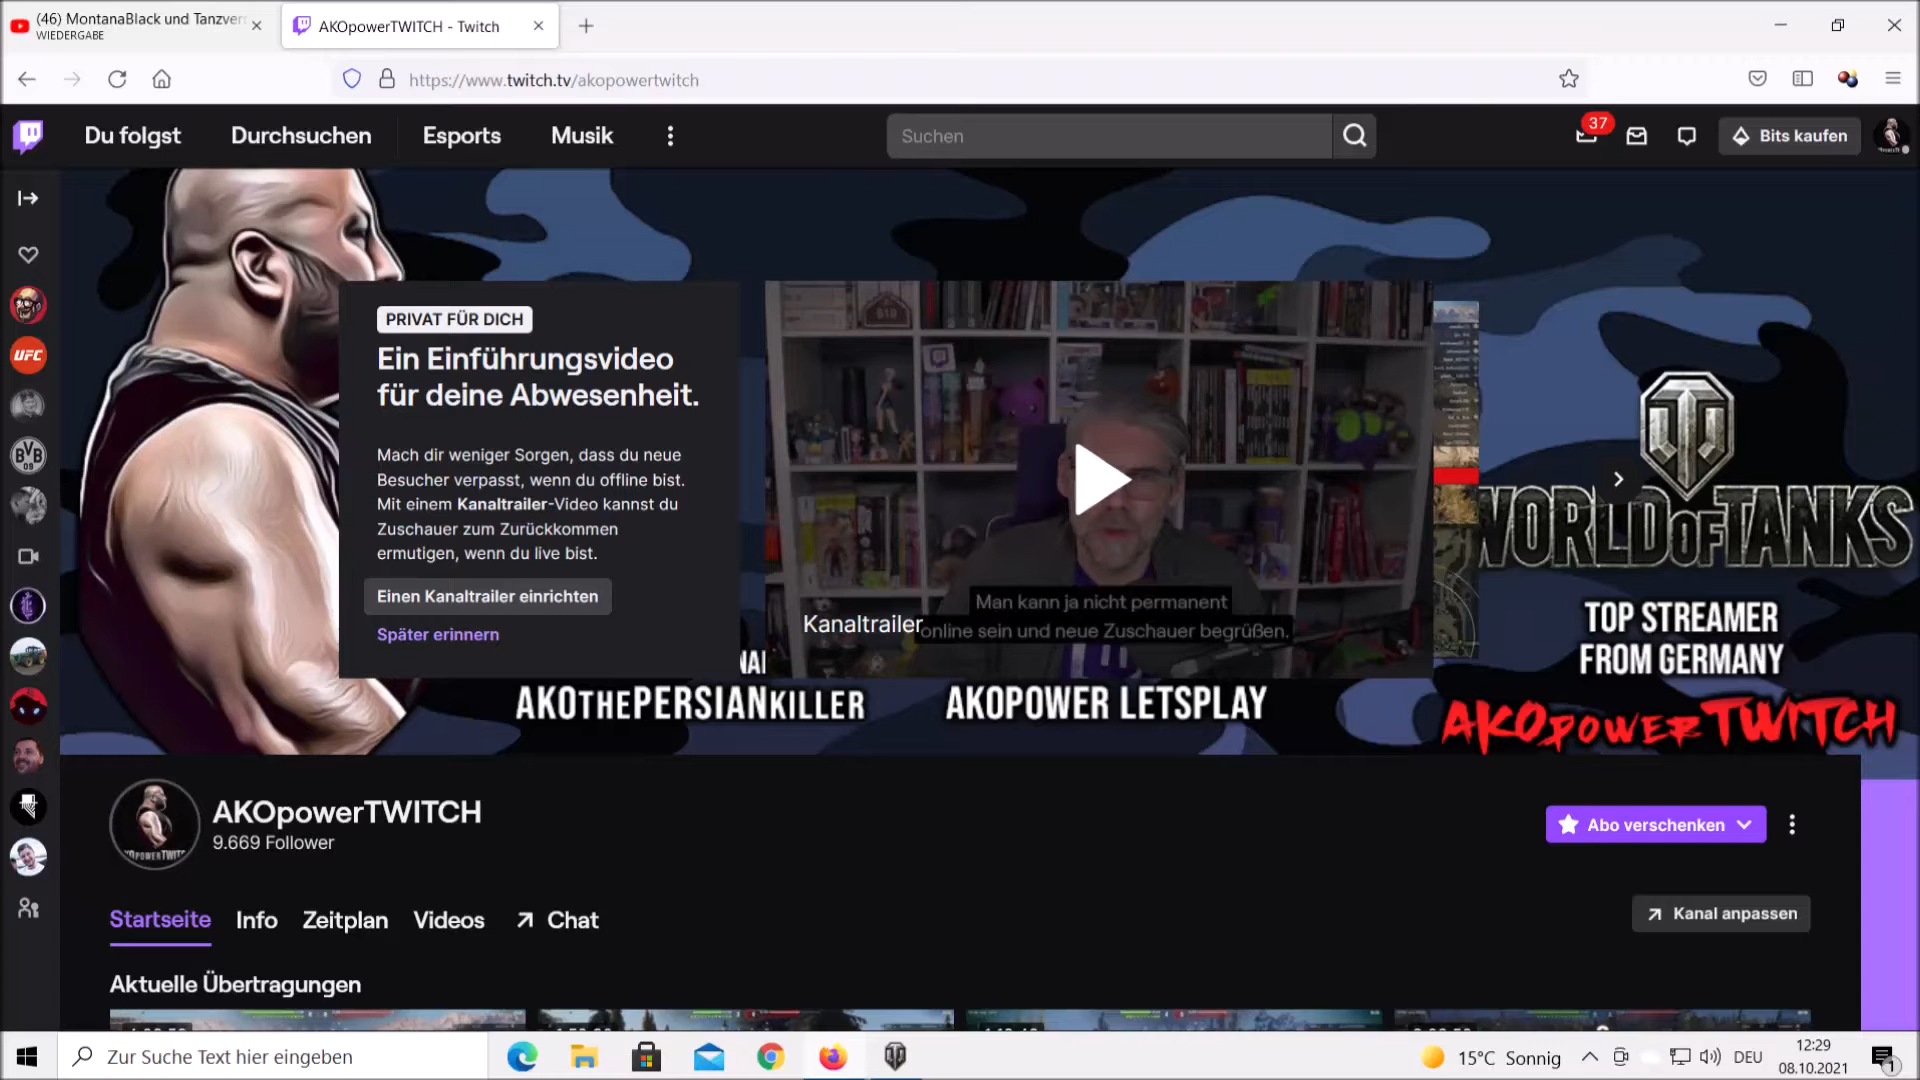 (46) MontanaBlack und Tanzver
WIEDERGABE
AKOpowerTWITCH - Twitch
https://www.twitch.tv/akopowertwitch
Du folgst
Durchsuchen
Esports
Musik
Suchen
37
Bits kaufen
UFC
BVB
09
PRIVAT FÜR DICH
Ein Einführungsvideo
für deine Abwesenheit.
Mach dir weniger Sorgen, dass du neue
Besucher verpasst, wenn du offline bist.
Mit einem Kanaltrailer-Video kannst du
Zuschauer zum Zurückkommen
ermutigen, wenn du live bist.
Einen Kanaltrailer einrichten
Später erinnern
Man kann ja nicht permanent
online sein und neue Zuschauer begrüßen.
Kanaltrailer
WORLD OF TANKS
TOP STREAMER
FROM GERMANY
AKOPOWERTWITCH
AKOTHEPERSIANKILLER
AKOPOWER LETSPLAY
AKOpowerTWITCH
9.669 Follower
Abo verschenken
Startseite
Info
Zeitplan
Videos
Chat
Kanal anpassen
Aktuelle Übertragungen
Zur Suche Text hier eingeben
15°C Sonnig
DEU
12:29
08.10.2021
1